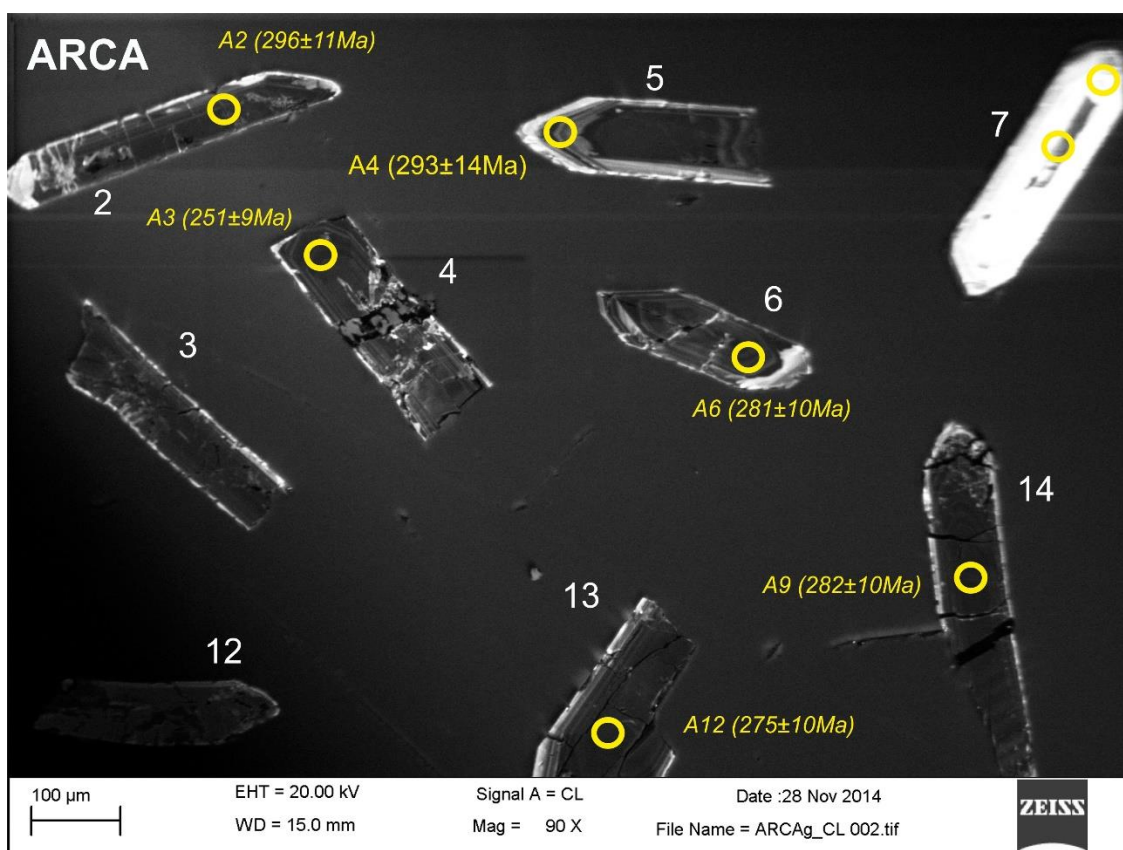 ARCA
A2 (296±11Ma)
5
7
A4 (293±14Ma)
2
A3 (251±9Ma)
4
6
3
A6 (281±10Ma)
14
13
A9 (282±10Ma)
12
A12 (275±10Ma)
100 µm
EHT = 20.00 kV
Signal A = CL
Date :28 Nov 2014
WD = 15.0 mm
Mag = 90 X
File Name = ARCAg_CL 002.tif
ZEISS